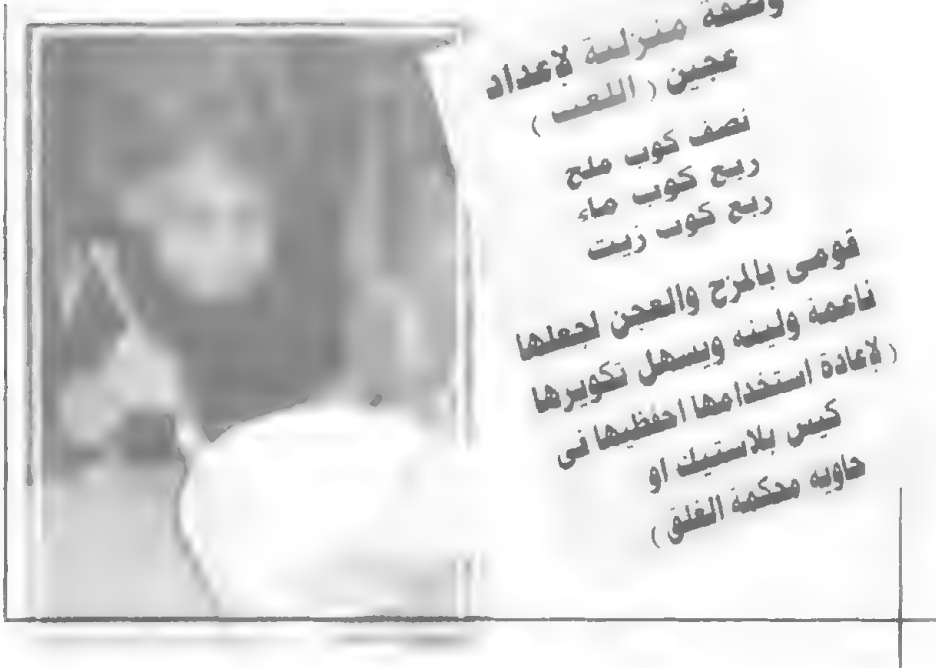 وصفة منزلية لإعداد
عجين ( اللعب )
نصف كوب ملح
ربع كوب ماء
ربع كوب زيت
قومى بالمزح والعجن لجعلها
ناعمة ولينه ويسهل تكويرها
( لإعادة استخدامها احفظيها فى
كيس بلاستيك او
حاويه محكمة الغلق )